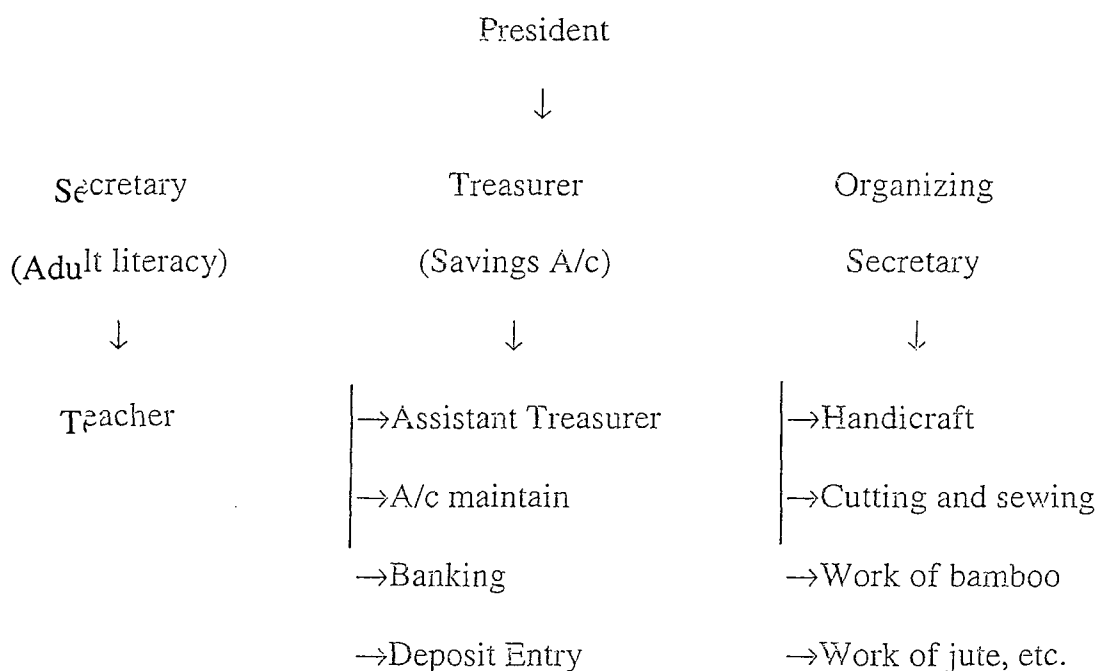 President
↓
Secretary Treasurer Organizing
(Adult literacy) (Savings A/c) Secretary
↓ ↓ ↓
Teacher →Assistant Treasurer →Handicraft
→A/c maintain →Cutting and sewing
→Banking →Work of bamboo
→Deposit Entry →Work of jute, etc.